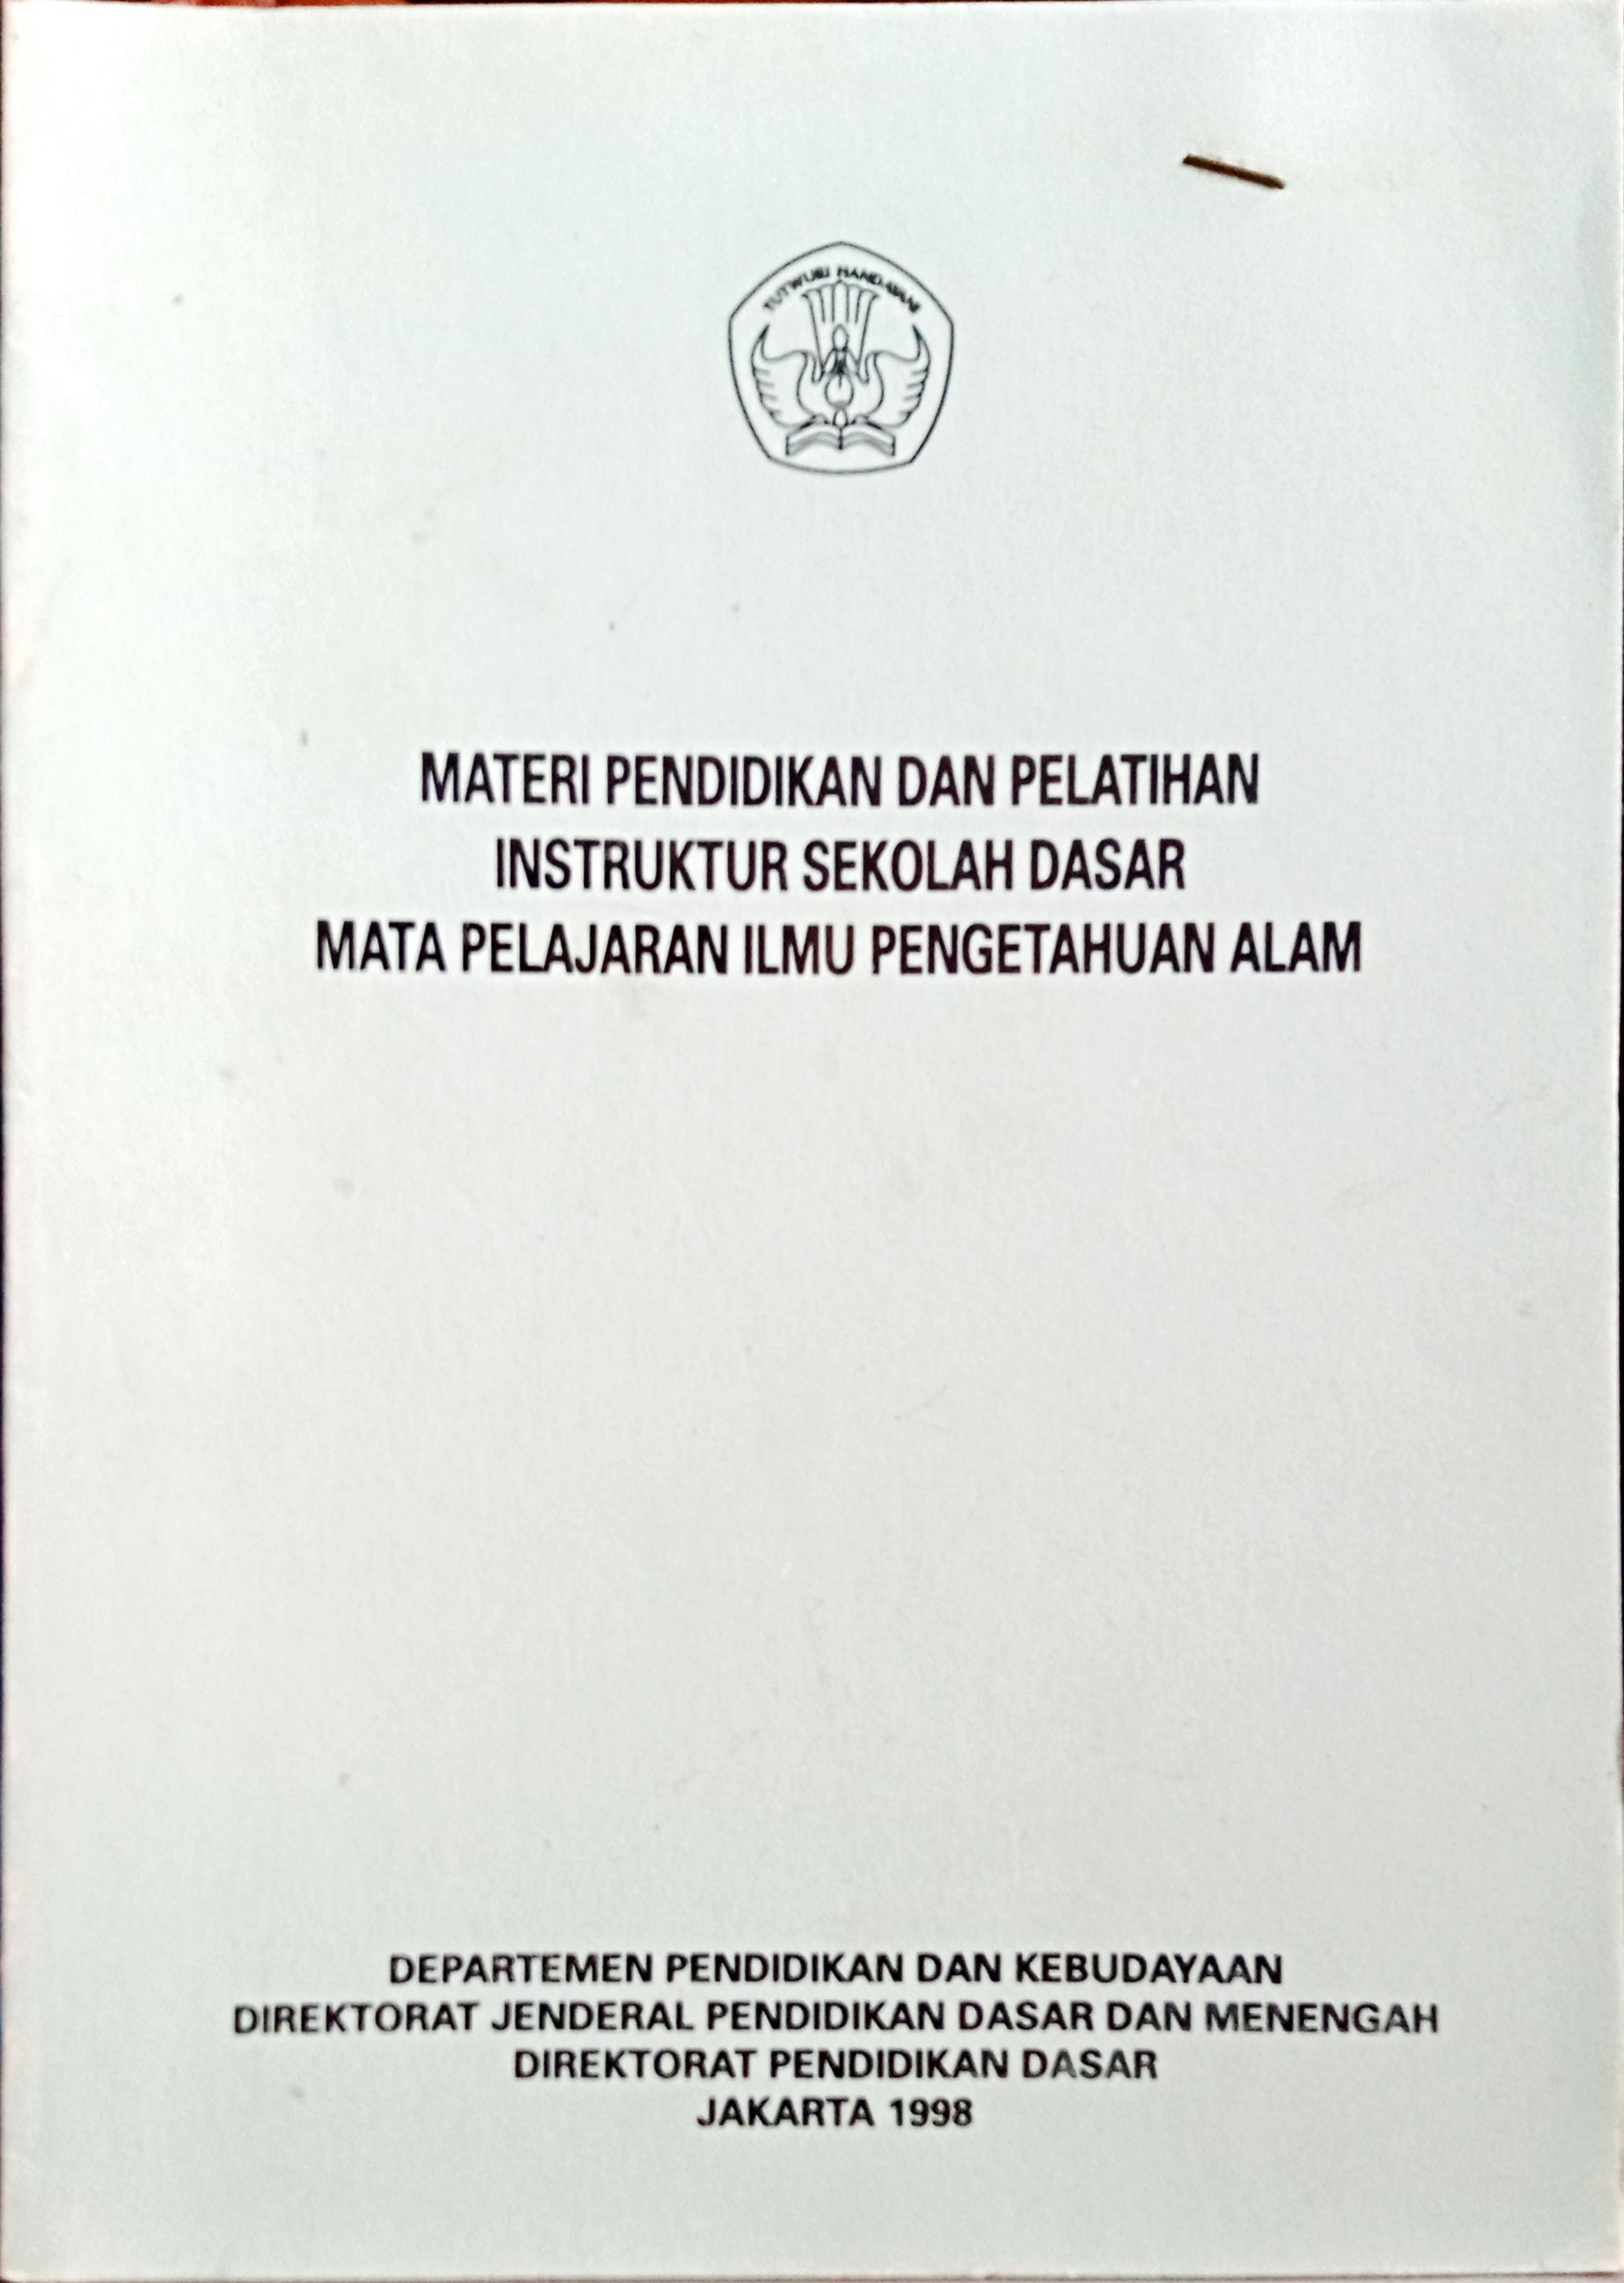 TUT WURI HANDAYANI
MATERI PENDIDIKAN DAN PELATIHAN
INSTRUKTUR SEKOLAH DASAR
MATA PELAJARAN ILMU PENGETAHUAN ALAM
DEPARTEMEN PENDIDIKAN DAN KEBUDAYAAN
DIREKTORAT JENDERAL PENDIDIKAN DASAR DAN MENENGAH
DIREKTORAT PENDIDIKAN DASAR
JAKARTA 1998